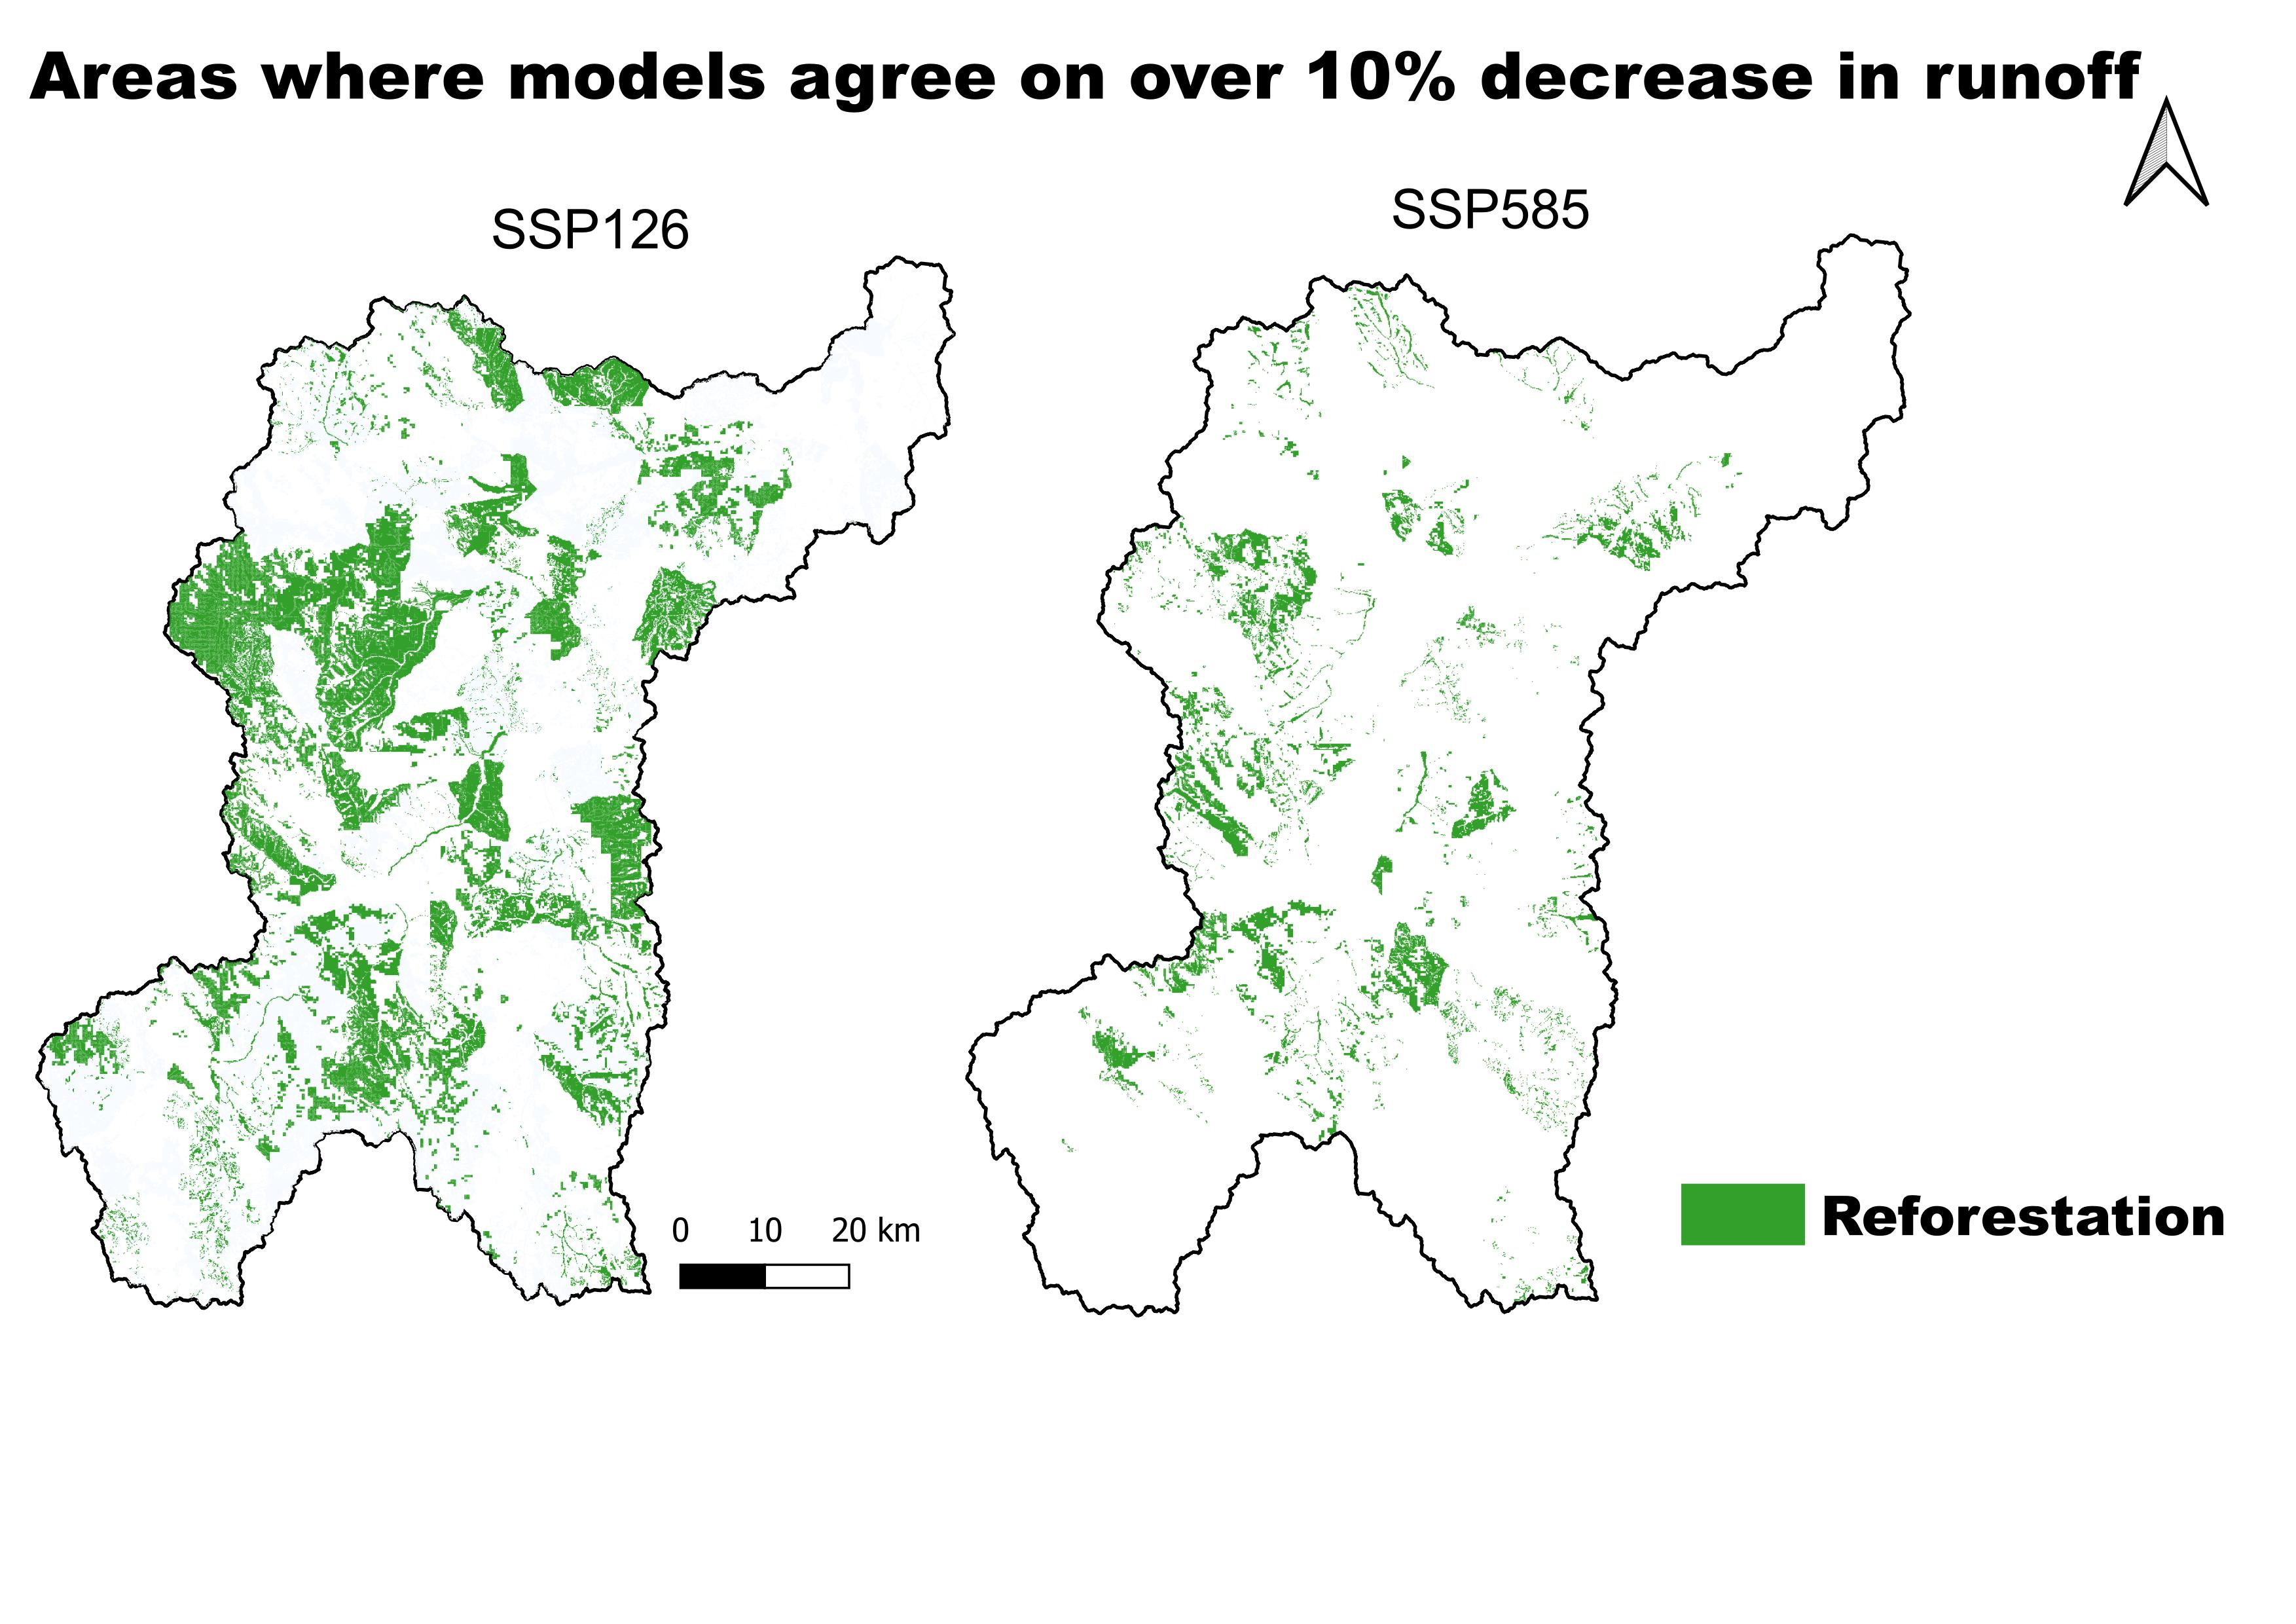 Areas where models agree on over 10% decrease in runoff
SSP126
SSP585
0 10 20 km
Reforestation